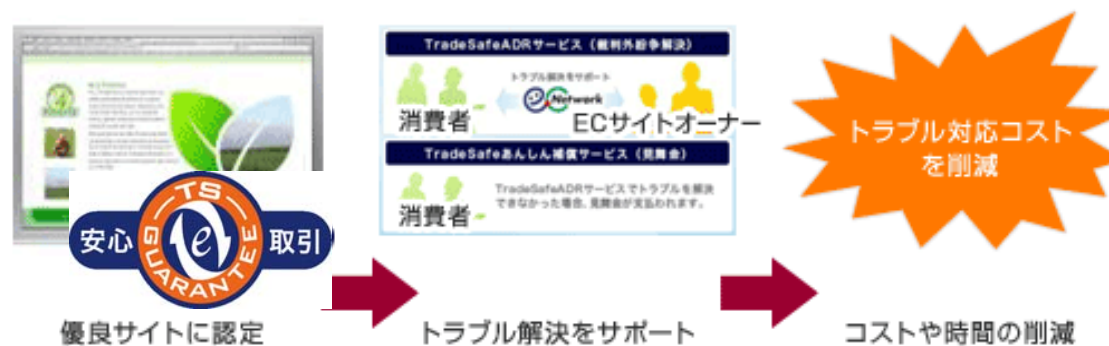 TradeSafeADRサービス（裁判外紛争解決）
トラブル解決をサポート
eNetwork
消費者
ECサイトオーナー
TradeSafeあんしん補償サービス（見舞金）
消費者
TradeSafeADRサービスでトラブルを解決
できなかった場合、見舞金が支払われます。
トラブル対応コスト
を削減
安心
TS
GUARANTEE
e
取引
優良サイトに認定
トラブル解決をサポート
コストや時間の削減